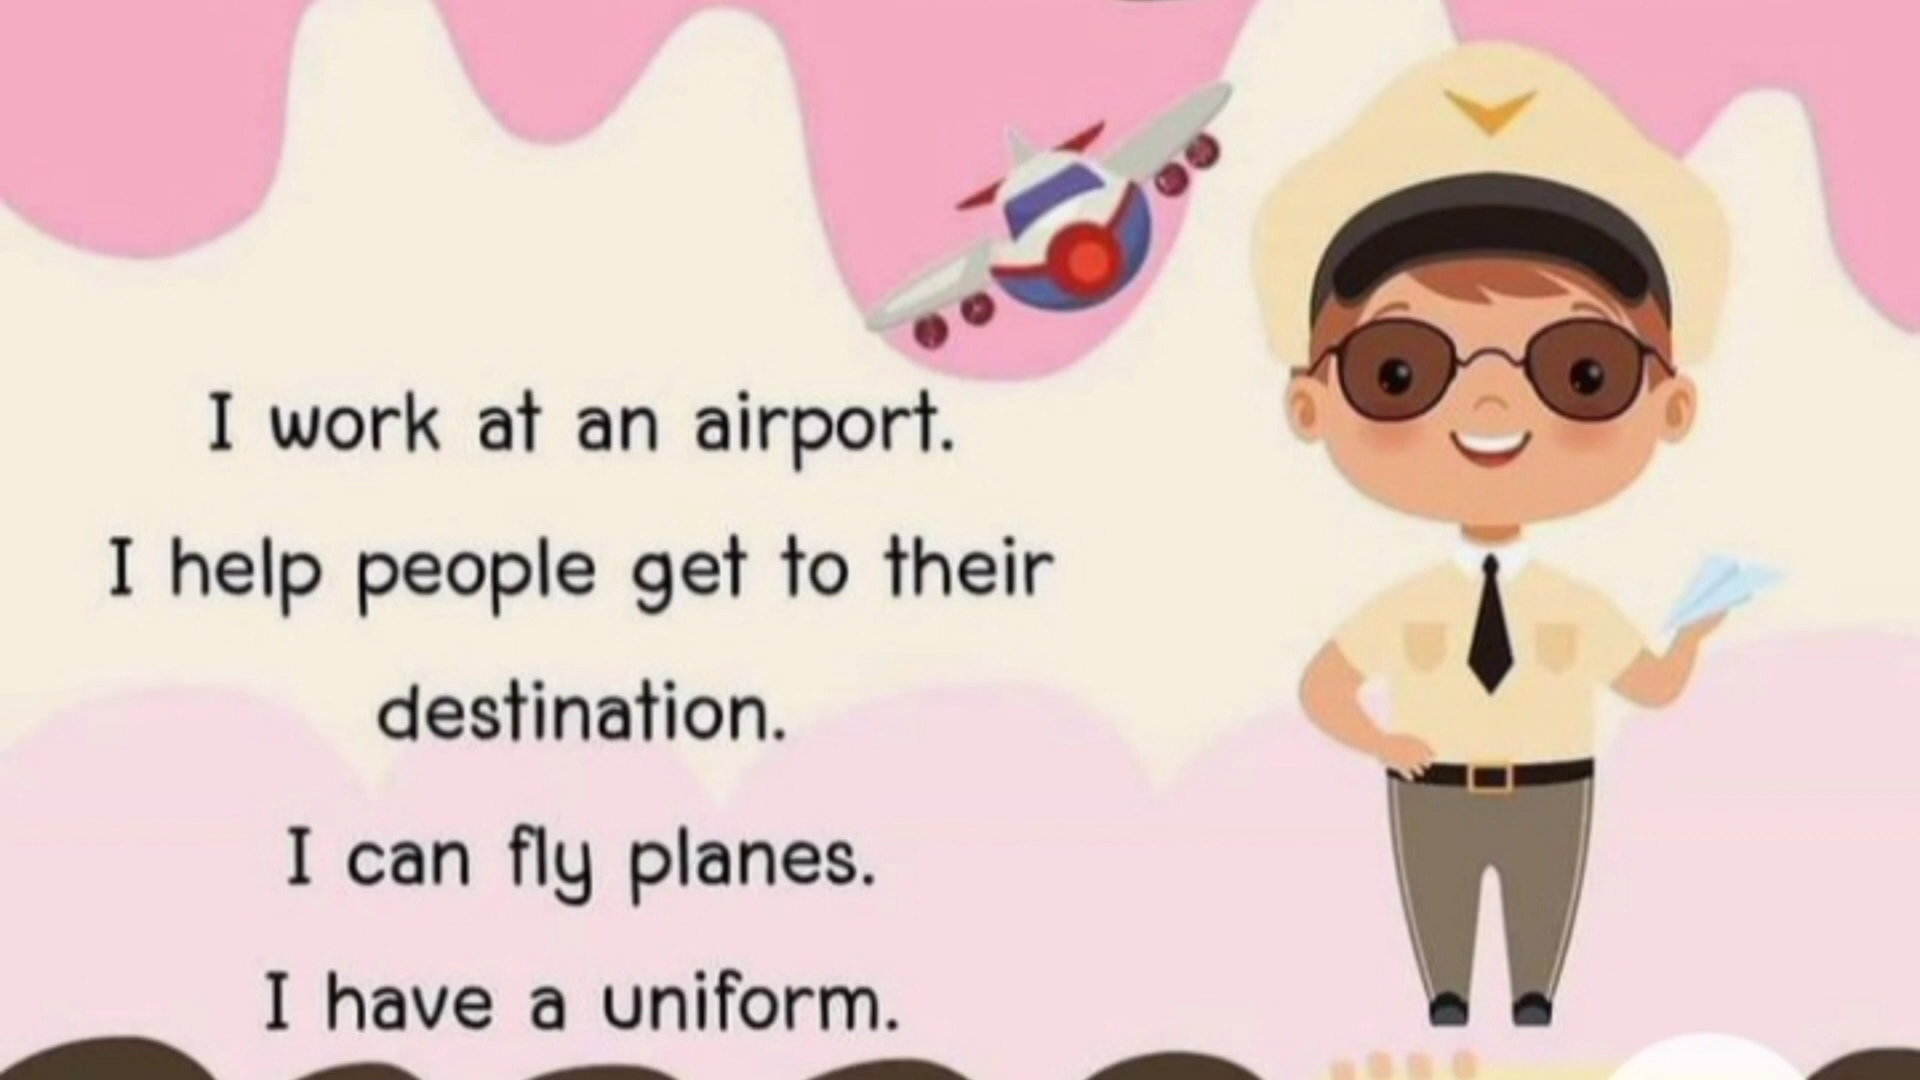 I work at an airport.
I help people get to their
destination.
I can fly planes.
I have a uniform.